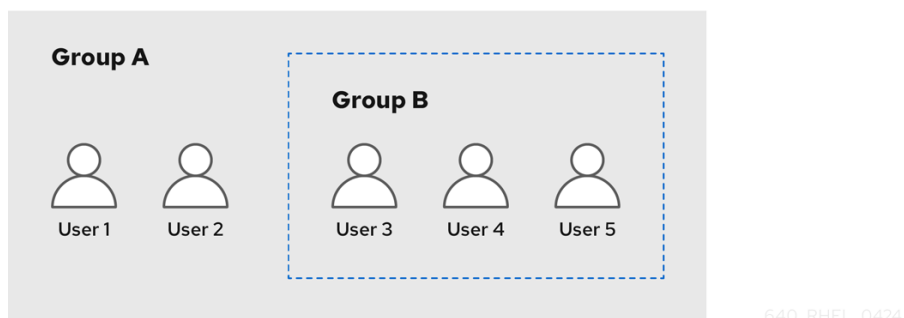 Group A
Group B
User 1
User 2
User 3
User 4
User 5
640_RHEL_0424